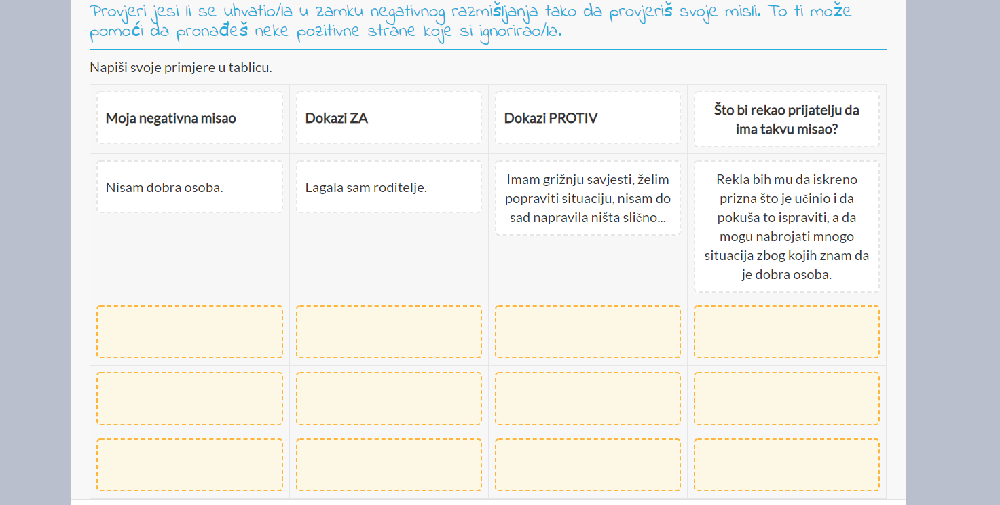 Provjeri jesi li se uhvatio/la u zamku negativnog razmišljanja tako da provjeriš svoje misli. To ti može
pomoći da pronađeš neke pozitivne strane koje si ignorirao/la.
Napiši svoje primjere u tablicu.
Moja negativna misao
Dokazi ZA
Dokazi PROTIV
Što bi rekao prijatelju da
ima takvu misao?
Nisam dobra osoba.
Lagala sam roditelje.
Imam grižnju savjesti, želim
popraviti situaciju, nisam do
sad napravila ništa slično...
Rekla bih mu da iskreno
prizna što je učinio i da
pokuša to ispraviti, a da
mogu nabrojati mnogo
situacija zbog kojih znam da
je dobra osoba.